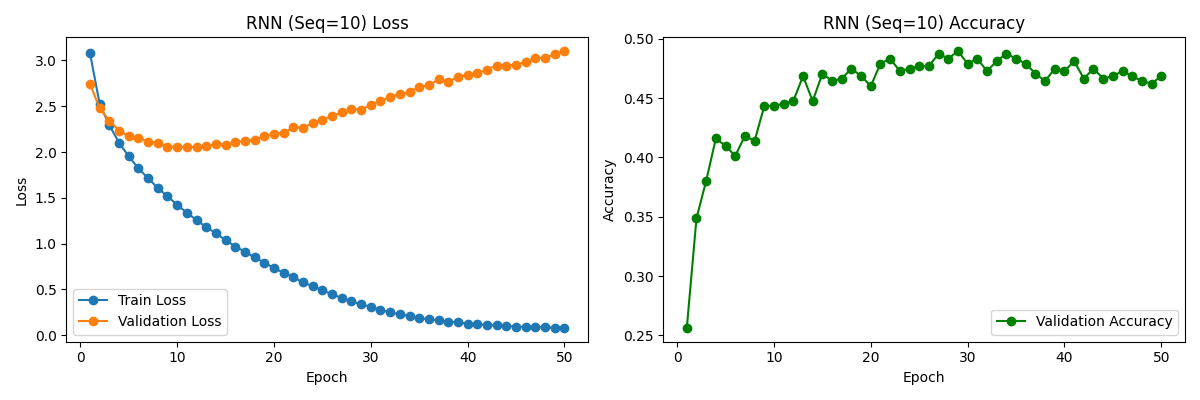 RNN (Seq=10) Loss
3.0
2.5
2.0
1.5
1.0
0.5
0.0
Loss
Train Loss
Validation Loss
0 10 20 30 40 50
Epoch
RNN (Seq=10) Accuracy
0.50
0.45
0.40
0.35
0.30
0.25
Accuracy
Validation Accuracy
0 10 20 30 40 50
Epoch